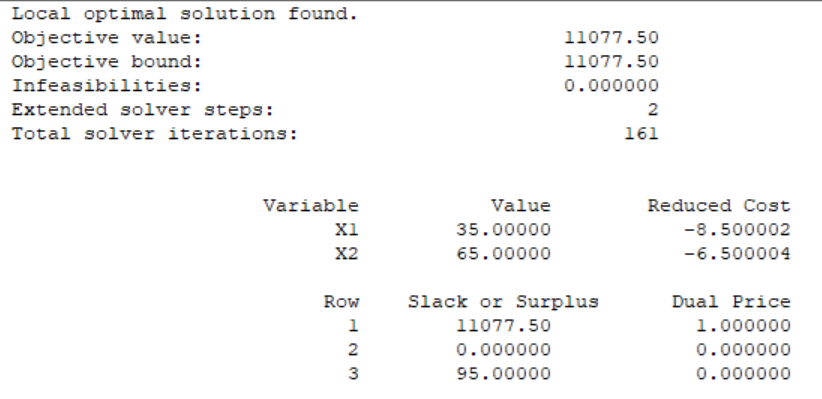 Local optimal solution found.
Objective value: 11077.50
Objective bound: 11077.50
Infeasibilities: 0.000000
Extended solver steps: 2
Total solver iterations: 161
Variable Value Reduced Cost
X1 35.00000 -8.500002
X2 65.00000 -6.500004
Row Slack or Surplus Dual Price
1 11077.50 1.000000
2 0.000000 0.000000
3 95.00000 0.000000